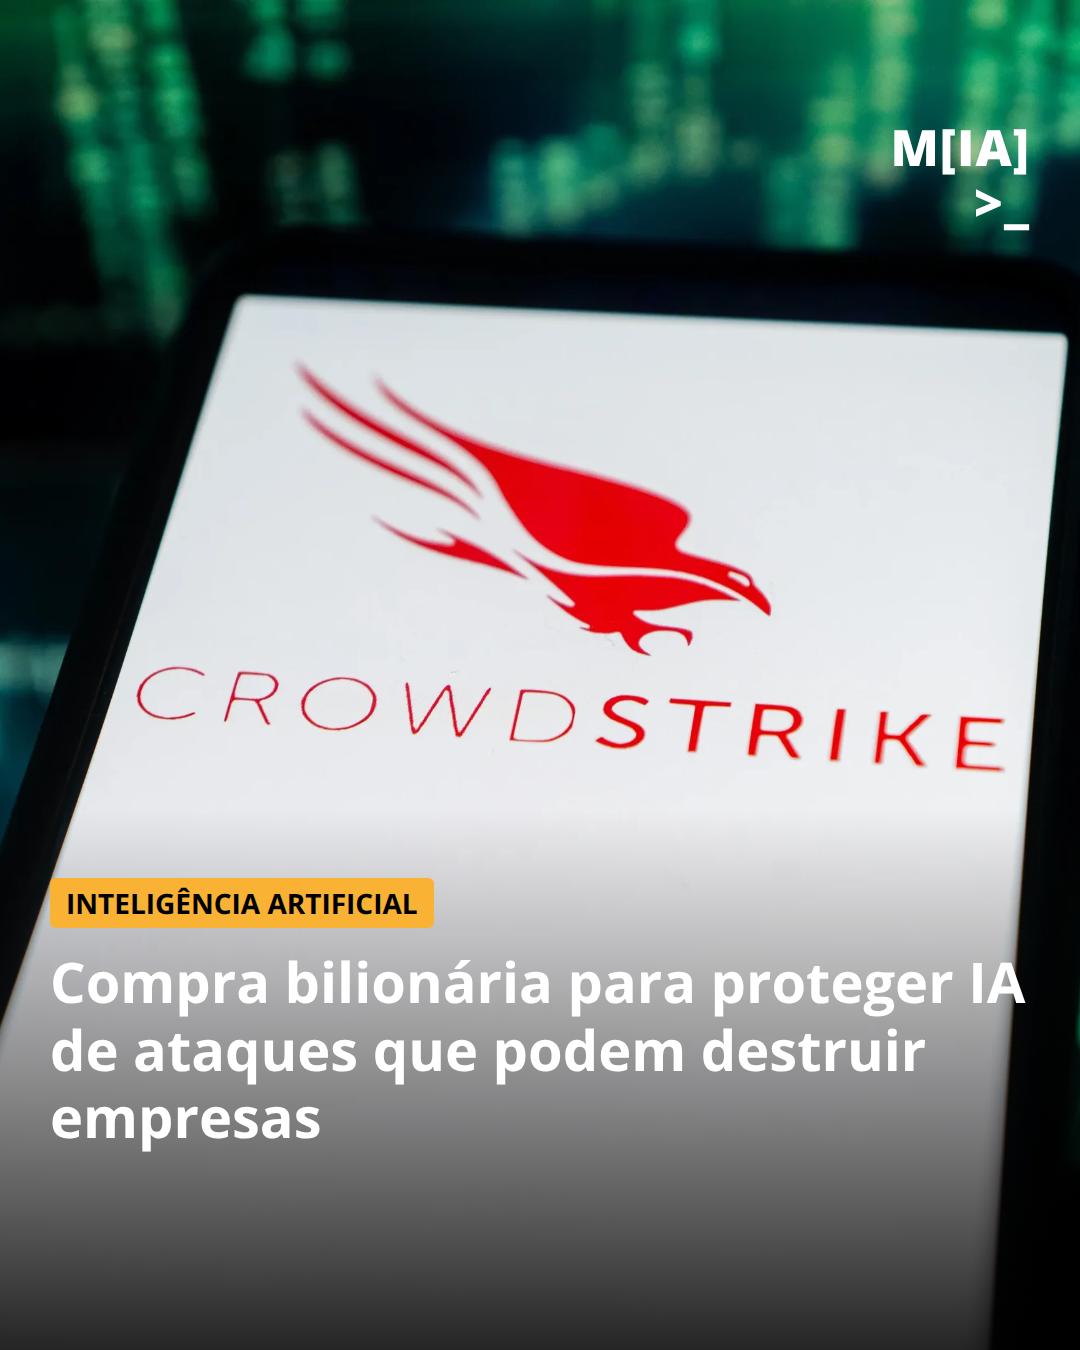 M[IA]
>_
CROWDSTRIKE
INTELIGÊNCIA ARTIFICIAL
Compra bilionária para proteger IA
de ataques que podem destruir
empresas